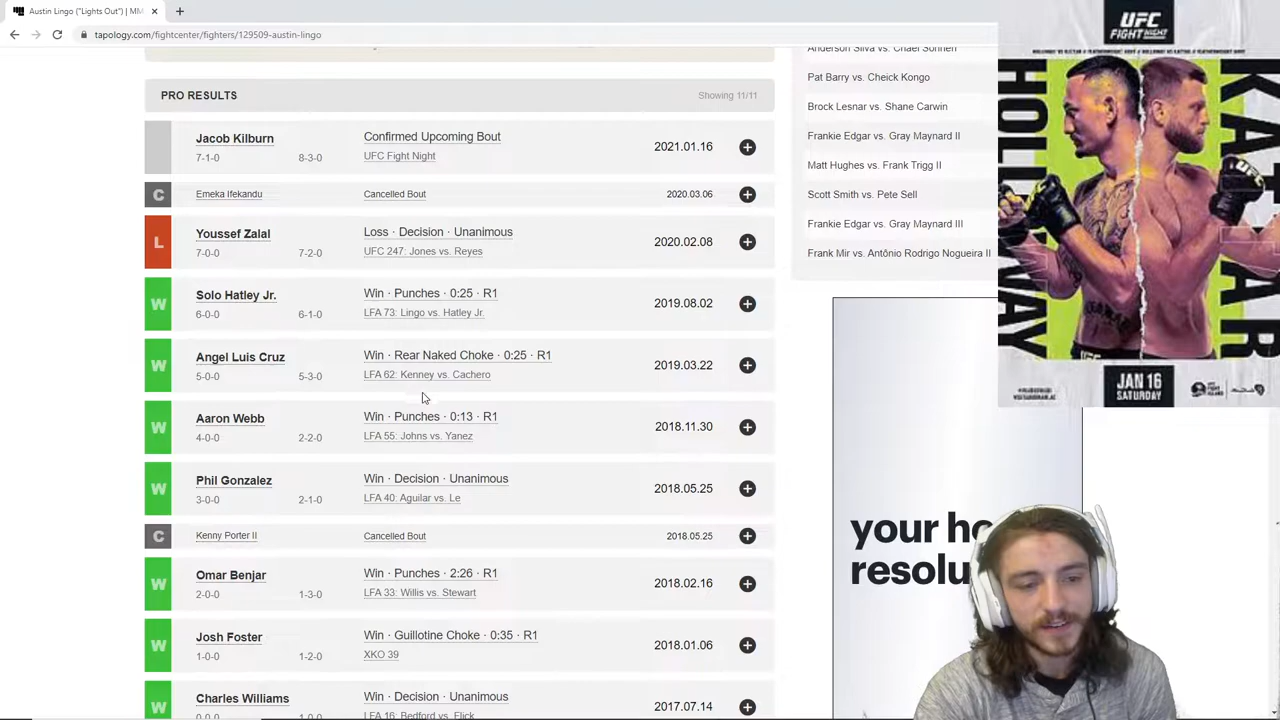 Austin Lingo ("Lights Out") | MM
tapology.com/fightcenter/fighters/129509-austin-lingo
PRO RESULTS
Showing 11/11
Jacob Kilburn
Confirmed Upcoming Bout
2021.01.16
7-1-0
UFC Fight Night
Emeka Ifekandu
Cancelled Bout
2020.03.06
C
L
Youssef Zalal
Loss · Decision · Unanimous
2020.02.08
7-0-0
7-2-0
UFC 247: Jones vs. Reyes
W
Solo Hatley Jr.
Win · Punches · 0:25 · R1
2019.08.02
6-0-0
LFA 73: Lingo vs. Hatley Jr.
W
Angel Luis Cruz
Win · Rear Naked Choke · 0:25 · R1
2019.03.22
5-0-0
5-3-0
LFA 62: Kenney vs. Cachero
W
Aaron Webb
Win · Punches · 0:13 · R1
2018.11.30
4-0-0
2-2-0
LFA 55: Johns vs. Yanez
W
Phil Gonzalez
Win · Decision · Unanimous
2018.05.25
3-0-0
2-1-0
LFA 40: Aguilar vs. Le
C
Kenny Porter II
Cancelled Bout
2018.05.25
W
Omar Benjar
Win · Punches · 2:26 · R1
2018.02.16
2-0-0
1-3-0
LFA 33: Willis vs. Stewart
W
Josh Foster
Win · Guillotine Choke · 0:35 · R1
2018.01.06
1-0-0
1-2-0
XKO 39
W
Charles Williams
Win · Decision · Unanimous
2017.07.14
LFA 16: Bedford vs. Flick
Anderson Silva vs. Chael Sonnen
Pat Barry vs. Cheick Kongo
Brock Lesnar vs. Shane Carwin
Frankie Edgar vs. Gray Maynard II
Matt Hughes vs. Frank Trigg II
Scott Smith vs. Pete Sell
Frankie Edgar vs. Gray Maynard III
Frank Mir vs. Antônio Rodrigo Nogueira II
your ho
resolu
UFC
FIGHT NIGHT
HOLLOWAY
KATTAR
UFC
JAN 16
SATURDAY